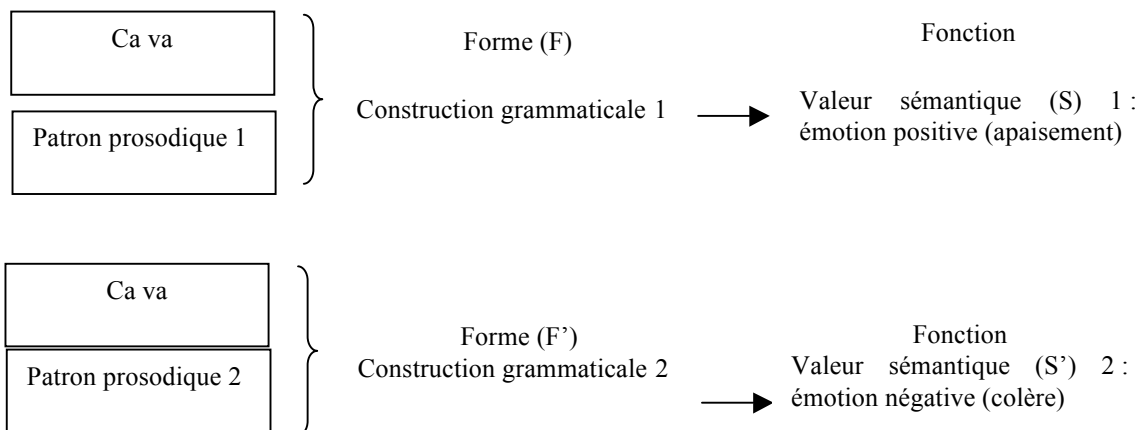 Ca va
Patron prosodique 1
Forme (F)
Construction grammaticale 1
Fonction
Valeur sémantique (S) 1 :
émotion positive (apaisement)
Ca va
Patron prosodique 2
Forme (F’)
Construction grammaticale 2
Fonction
Valeur sémantique (S’) 2 :
émotion négative (colère)